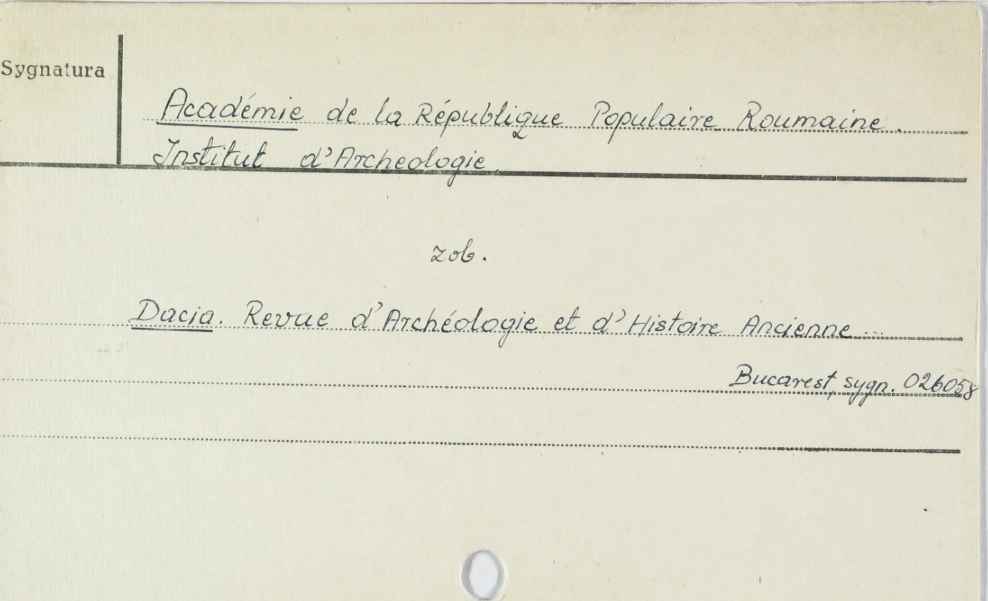 Sygnatura
Académie de la République Populaire Roumaine.
Institut d'Archeologie.
zob.
Dacia. Revue d'Archéologie et d'Histoire Ancienne...
Bucarest, sygn. 026058